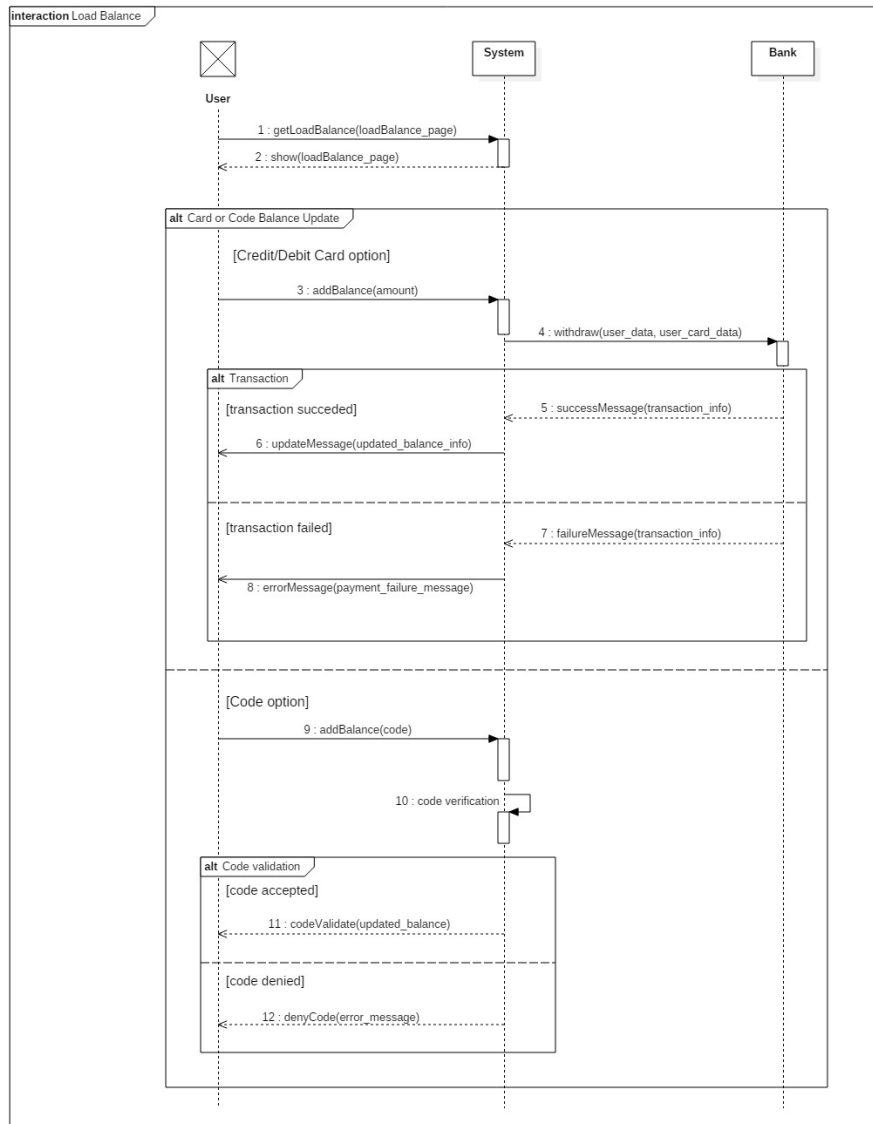 interaction Load Balance
System
Bank
User
1 : getLoadBalance(loadBalance_page)
2 : show(loadBalance_page)
alt Card or Code Balance Update
[Credit/Debit Card option]
3 : addBalance(amount)
4 : withdraw(user_data, user_card_data)
alt Transaction
[transaction succeded]
5 : successMessage(transaction_info)
6 : updateMessage(updated_balance_info)
[transaction failed]
7 : failureMessage(transaction_info)
8 : errorMessage(payment_failure_message)
[Code option]
9 : addBalance(code)
10 : code verification
alt Code validation
[code accepted]
11 : codeValidate(updated_balance)
[code denied]
12 : denyCode(error_message)